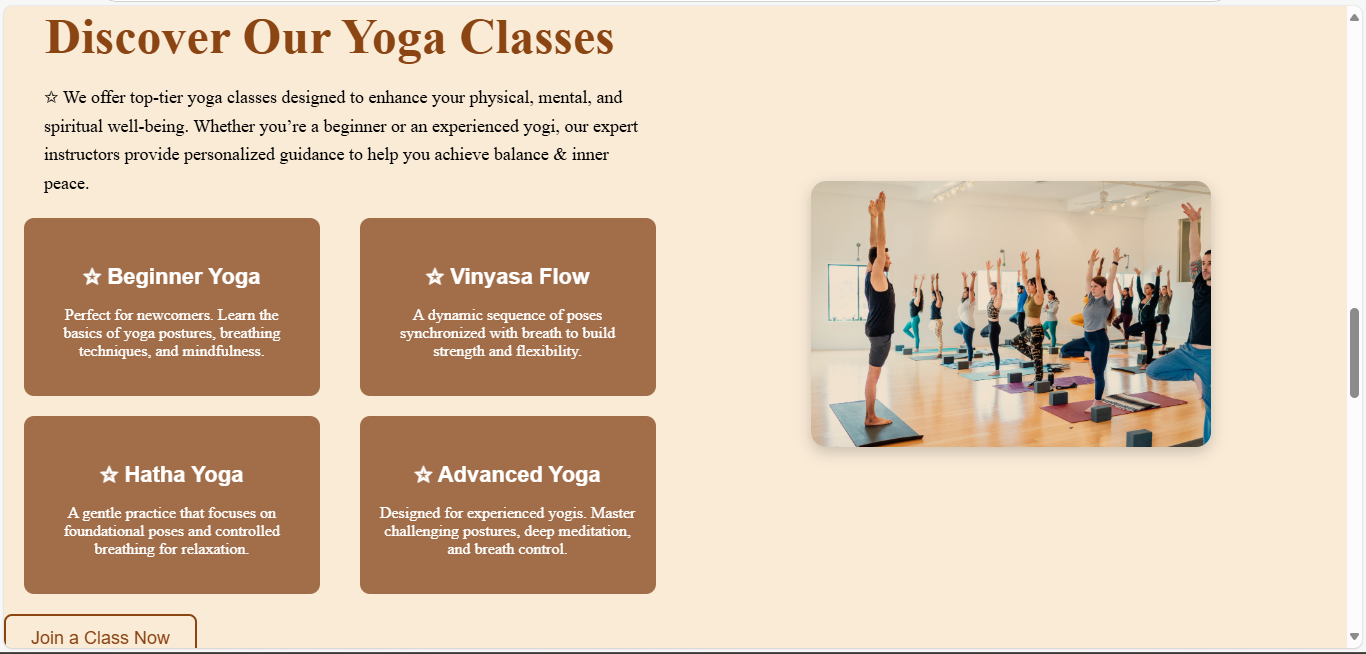 Discover Our Yoga Classes
☆ We offer top-tier yoga classes designed to enhance your physical, mental, and
spiritual well-being. Whether you’re a beginner or an experienced yogi, our expert
instructors provide personalized guidance to help you achieve balance & inner
peace.
☆ Beginner Yoga
Perfect for newcomers. Learn the
basics of yoga postures, breathing
techniques, and mindfulness.
☆ Vinyasa Flow
A dynamic sequence of poses
synchronized with breath to build
strength and flexibility.
☆ Hatha Yoga
A gentle practice that focuses on
foundational poses and controlled
breathing for relaxation.
☆ Advanced Yoga
Designed for experienced yogis. Master
challenging postures, deep meditation,
and breath control.
Join a Class Now